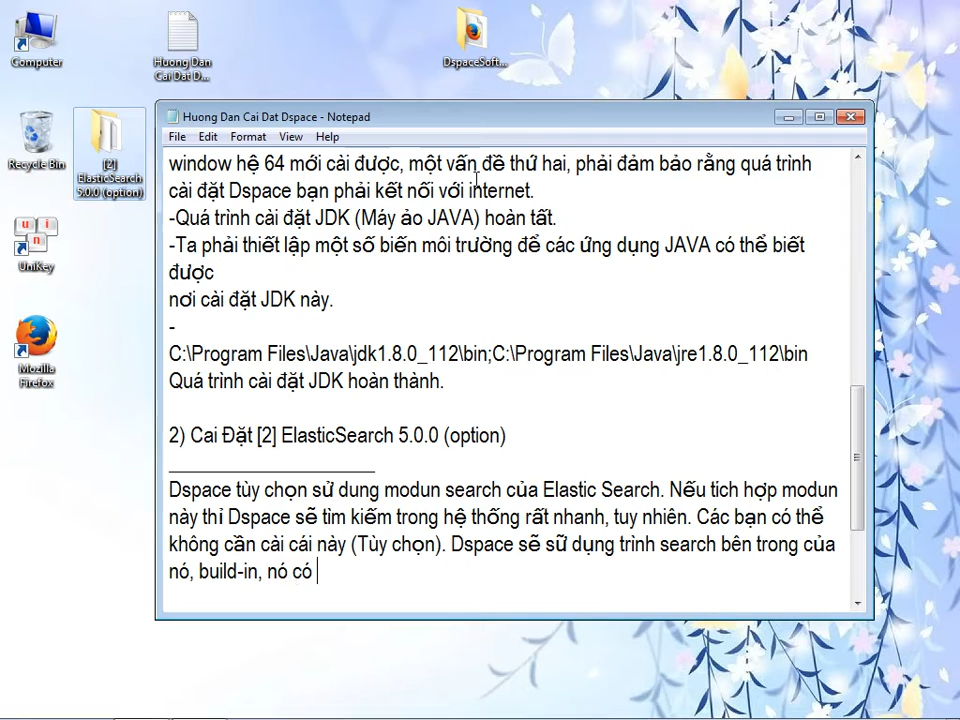 Computer
Huong Dan
Cai Dat D...
DspaceSoft...
Recycle Bin
[2]
ElasticSearch
5.0.0 (option)
UniKey
Mozilla
Firefox
Huong Dan Cai Dat Dspace - Notepad
File Edit Format View Help
window hệ 64 mới cài được, một vấn đề thứ hai, phải đảm bảo rằng quá trình
cài đặt Dspace bạn phải kết nối với internet.
-Quá trình cài đặt JDK (Máy ảo JAVA) hoàn tất.
-Ta phải thiết lập một số biến môi trường để các ứng dụng JAVA có thể biết
được
nơi cài đặt JDK này.
-
C:\Program Files\Java\jdk1.8.0_112\bin;C:\Program Files\Java\jre1.8.0_112\bin
Quá trình cài đặt JDK hoàn thành.
2) Cai Đặt [2] ElasticSearch 5.0.0 (option)
____________________
Dspace tùy chọn sử dung modun search của Elastic Search. Nếu tích hợp modun
này thì Dspace sẽ tìm kiếm trong hệ thống rất nhanh, tuy nhiên. Các bạn có thể
không cần cài cái này (Tùy chọn). Dspace sẽ sữ dụng trình search bên trong của
nó, build-in, nó có